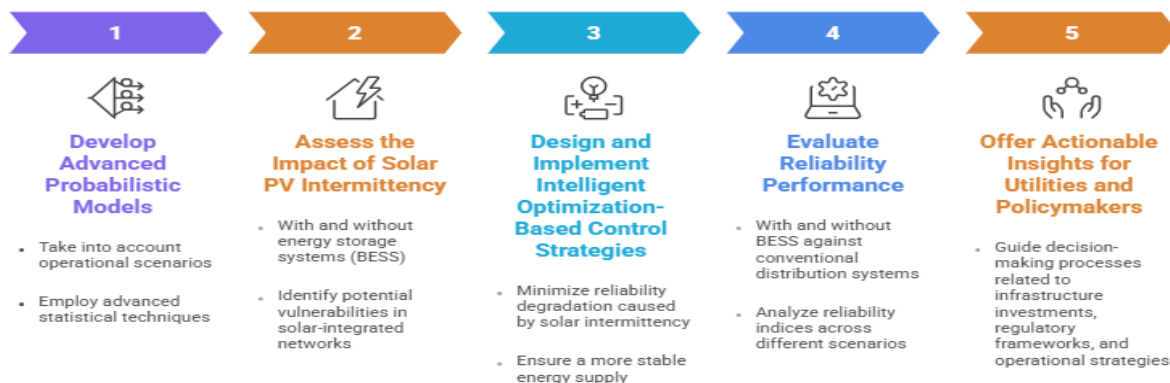 1
Develop
Advanced
Probabilistic
Models
• Take into account
operational scenarios
• Employ advanced
statistical techniques
2
Assess the
Impact of Solar
PV Intermittency
• With and without
energy storage
systems (BESS)
• Identify potential
vulnerabilities in
solar-integrated
networks
3
Design and
Implement
Intelligent
Optimization-
Based Control
Strategies
• Minimize reliability
degradation caused
by solar intermittency
• Ensure a more stable
energy supply
4
Evaluate
Reliability
Performance
• With and without
BESS against
conventional
distribution systems
• Analyze reliability
indices across
different scenarios
5
Offer Actionable
Insights for
Utilities and
Policymakers
• Guide decision-
making processes
related to
infrastructure
investments,
regulatory
frameworks, and
operational strategies